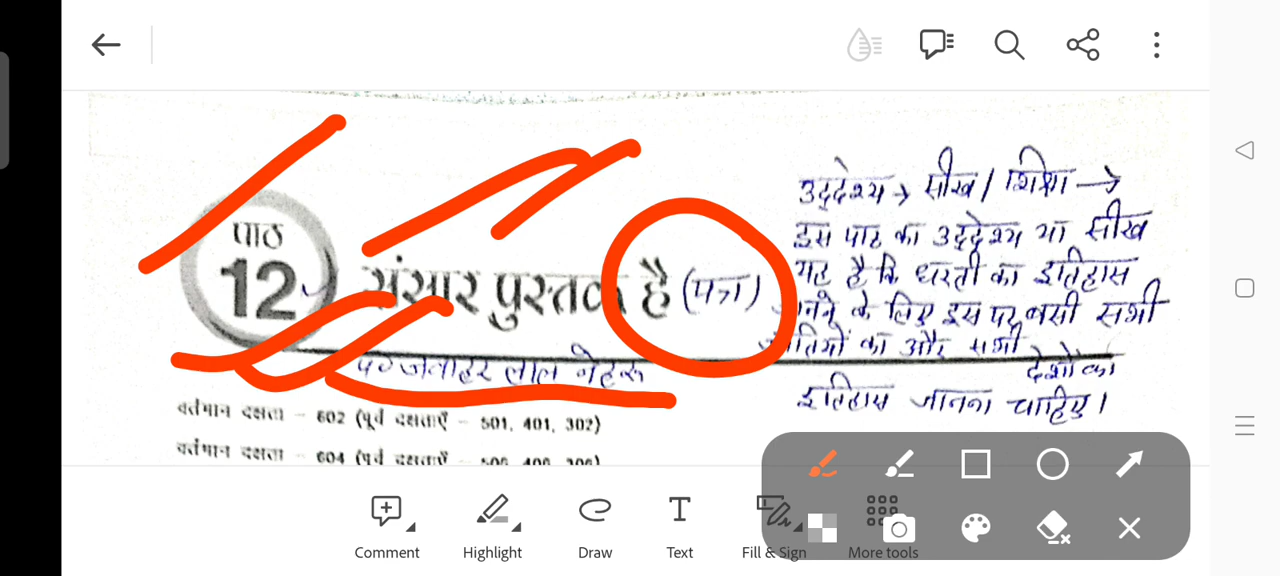 पाठ
12
संसार पुस्तक है (पत्र)
पं० जवाहर लाल नेहरू
वर्तमान दक्षता - 602 (पूर्व दक्षताएँ - 501, 401, 302)
वर्तमान दक्षता - 604 (पूर्व दक्षताएँ -
उद्देश्य → सीख / शिक्षा →
इस पाठ का उद्देश्य या सीख
यह है कि धरती का इतिहास
जानने के लिए इस पर बसी सभी
जातियों का और सभी देशों का
इतिहास जानना चाहिए।
Comment
Highlight
Draw
T
Text
Fill & Sign
More tools